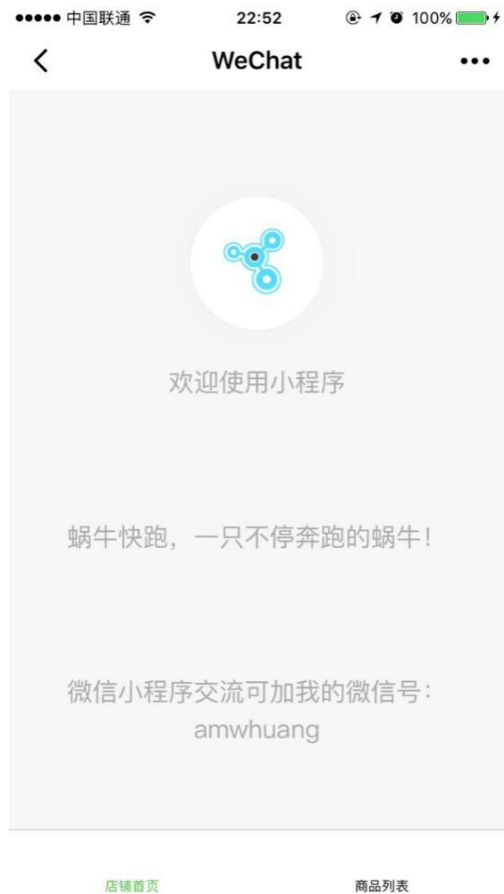 中国联通 22:52 100%
WeChat
欢迎使用小程序
蜗牛快跑，一只不停奔跑的蜗牛！
微信小程序交流可加我的微信号：
amwhuang
店铺首页 商品列表